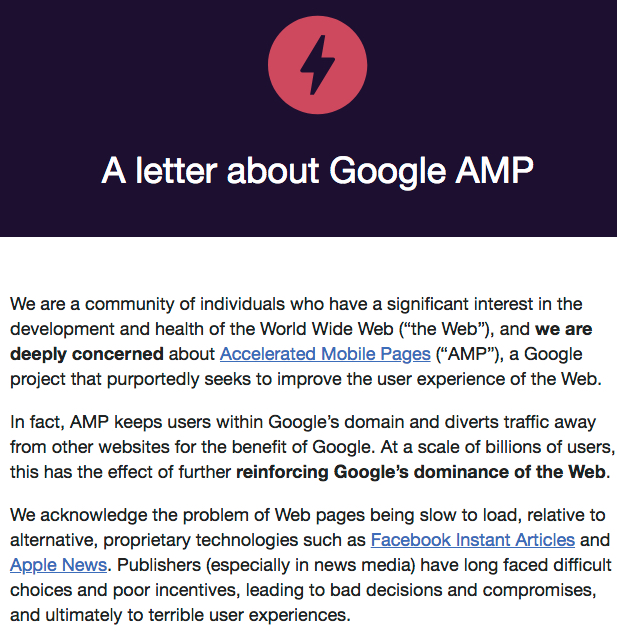 A letter about Google AMP
We are a community of individuals who have a significant interest in the
development and health of the World Wide Web (“the Web”), and we are
deeply concerned about Accelerated Mobile Pages (“AMP”), a Google
project that purportedly seeks to improve the user experience of the Web.
In fact, AMP keeps users within Google’s domain and diverts traffic away
from other websites for the benefit of Google. At a scale of billions of users,
this has the effect of further reinforcing Google’s dominance of the Web.
We acknowledge the problem of Web pages being slow to load, relative to
alternative, proprietary technologies such as Facebook Instant Articles and
Apple News. Publishers (especially in news media) have long faced difficult
choices and poor incentives, leading to bad decisions and compromises,
and ultimately to terrible user experiences.